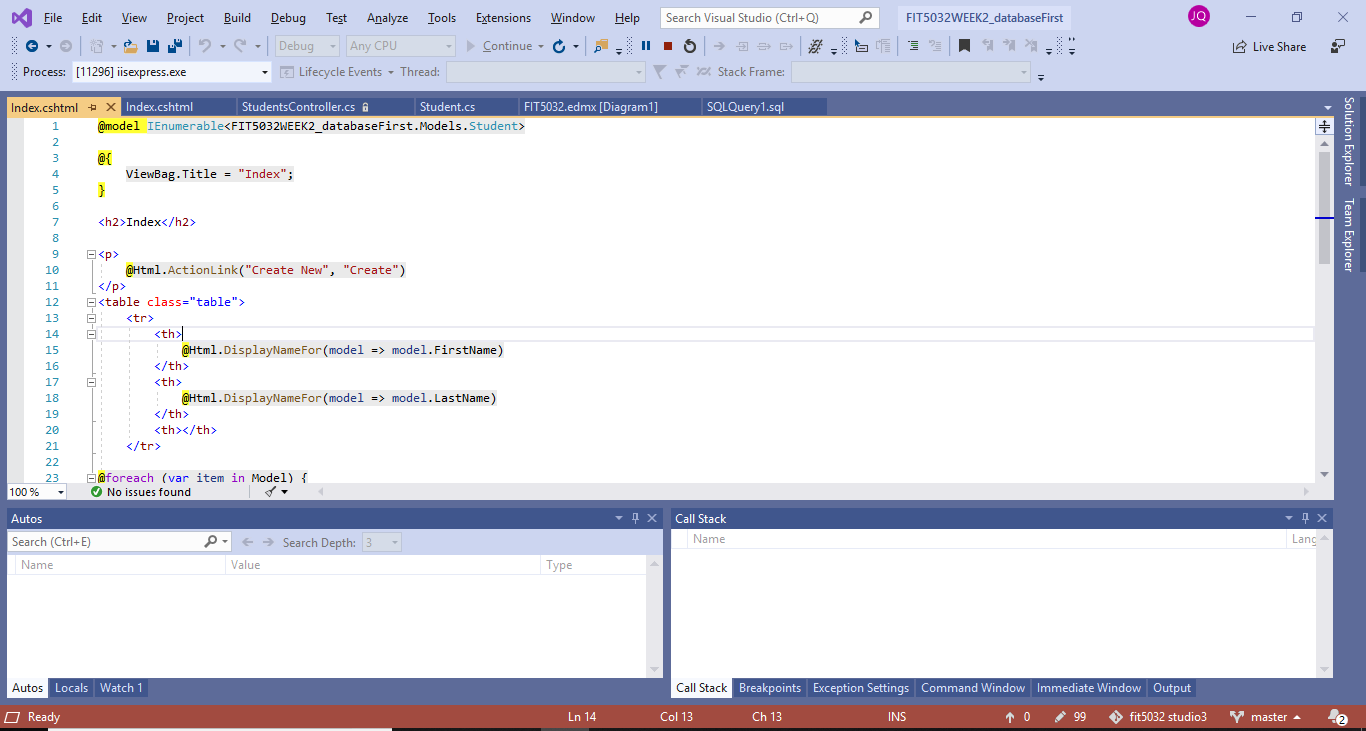 File Edit View Project Build Debug Test Analyze Tools Extensions Window Help Search Visual Studio (Ctrl+Q) FIT5032WEEK2_databaseFirst JQ
Debug Any CPU Continue Live Share
Process: [11296] iisexpress.exe Lifecycle Events Thread: Stack Frame:
Index.cshtml Index.cshtml StudentsController.cs Student.cs FIT5032.edmx [Diagram1] SQLQuery1.sql
1 @model IEnumerable<FIT5032WEEK2_databaseFirst.Models.Student>
2
3 @{
4 ViewBag.Title = "Index";
5 }
6
7 <h2>Index</h2>
8
9 <p>
10 @Html.ActionLink("Create New", "Create")
11 </p>
12 <table class="table">
13 <tr>
14 <th>
15 @Html.DisplayNameFor(model => model.FirstName)
16 </th>
17 <th>
18 @Html.DisplayNameFor(model => model.LastName)
19 </th>
20 <th></th>
21 </tr>
22
23 @foreach (var item in Model) {
Solution Explorer
Team Explorer
100 % No issues found
Autos
Search (Ctrl+E) Search Depth: 3
Name Value Type
Autos Locals Watch 1
Call Stack
Name Lang
Call Stack Breakpoints Exception Settings Command Window Immediate Window Output
Ready Ln 14 Col 13 Ch 13 INS 0 99 fit5032 studio3 master 2